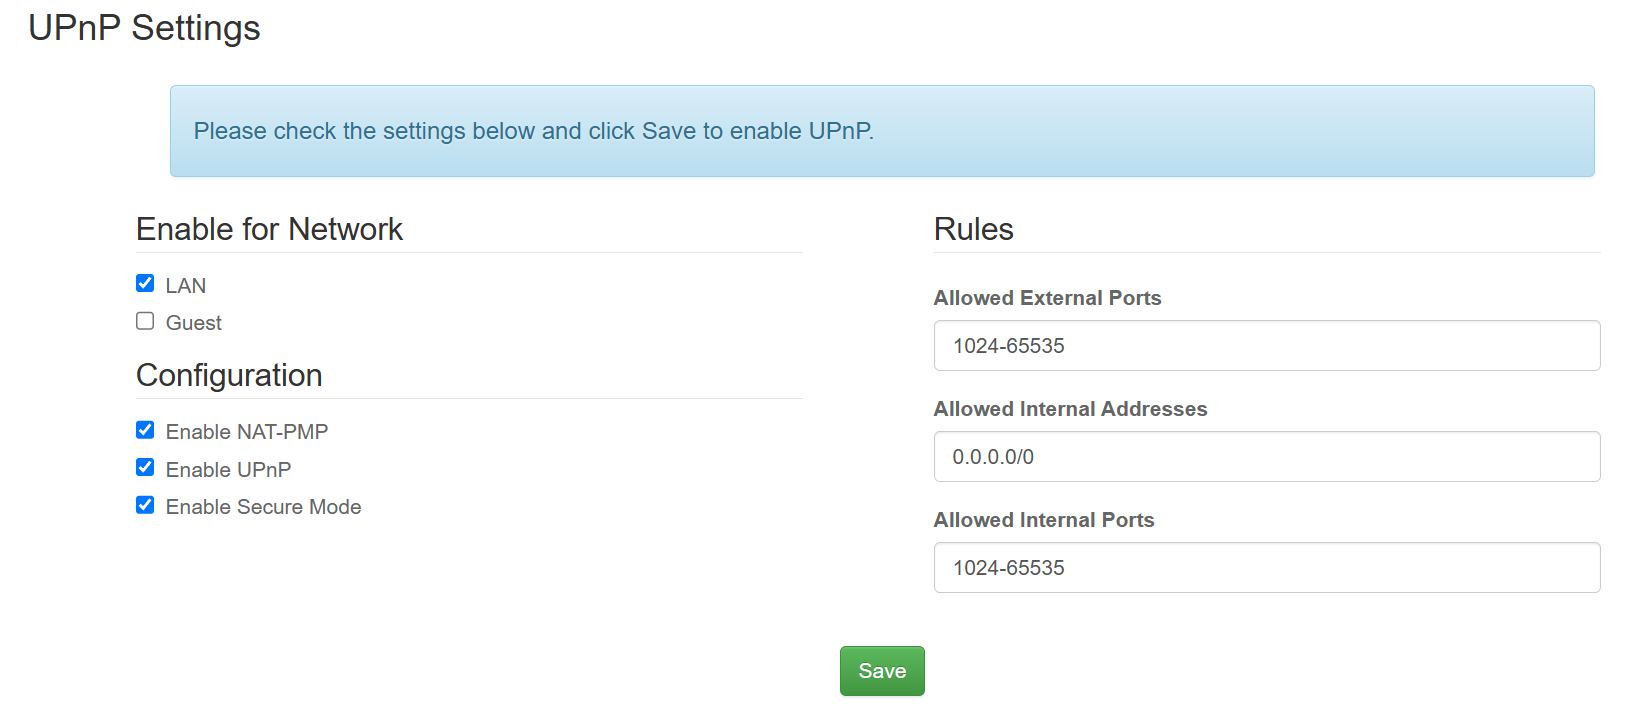 UPnP Settings
Please check the settings below and click Save to enable UPnP.
Enable for Network
LAN
Guest
Configuration
Enable NAT-PMP
Enable UPnP
Enable Secure Mode
Rules
Allowed External Ports
1024-65535
Allowed Internal Addresses
0.0.0.0/0
Allowed Internal Ports
1024-65535
Save